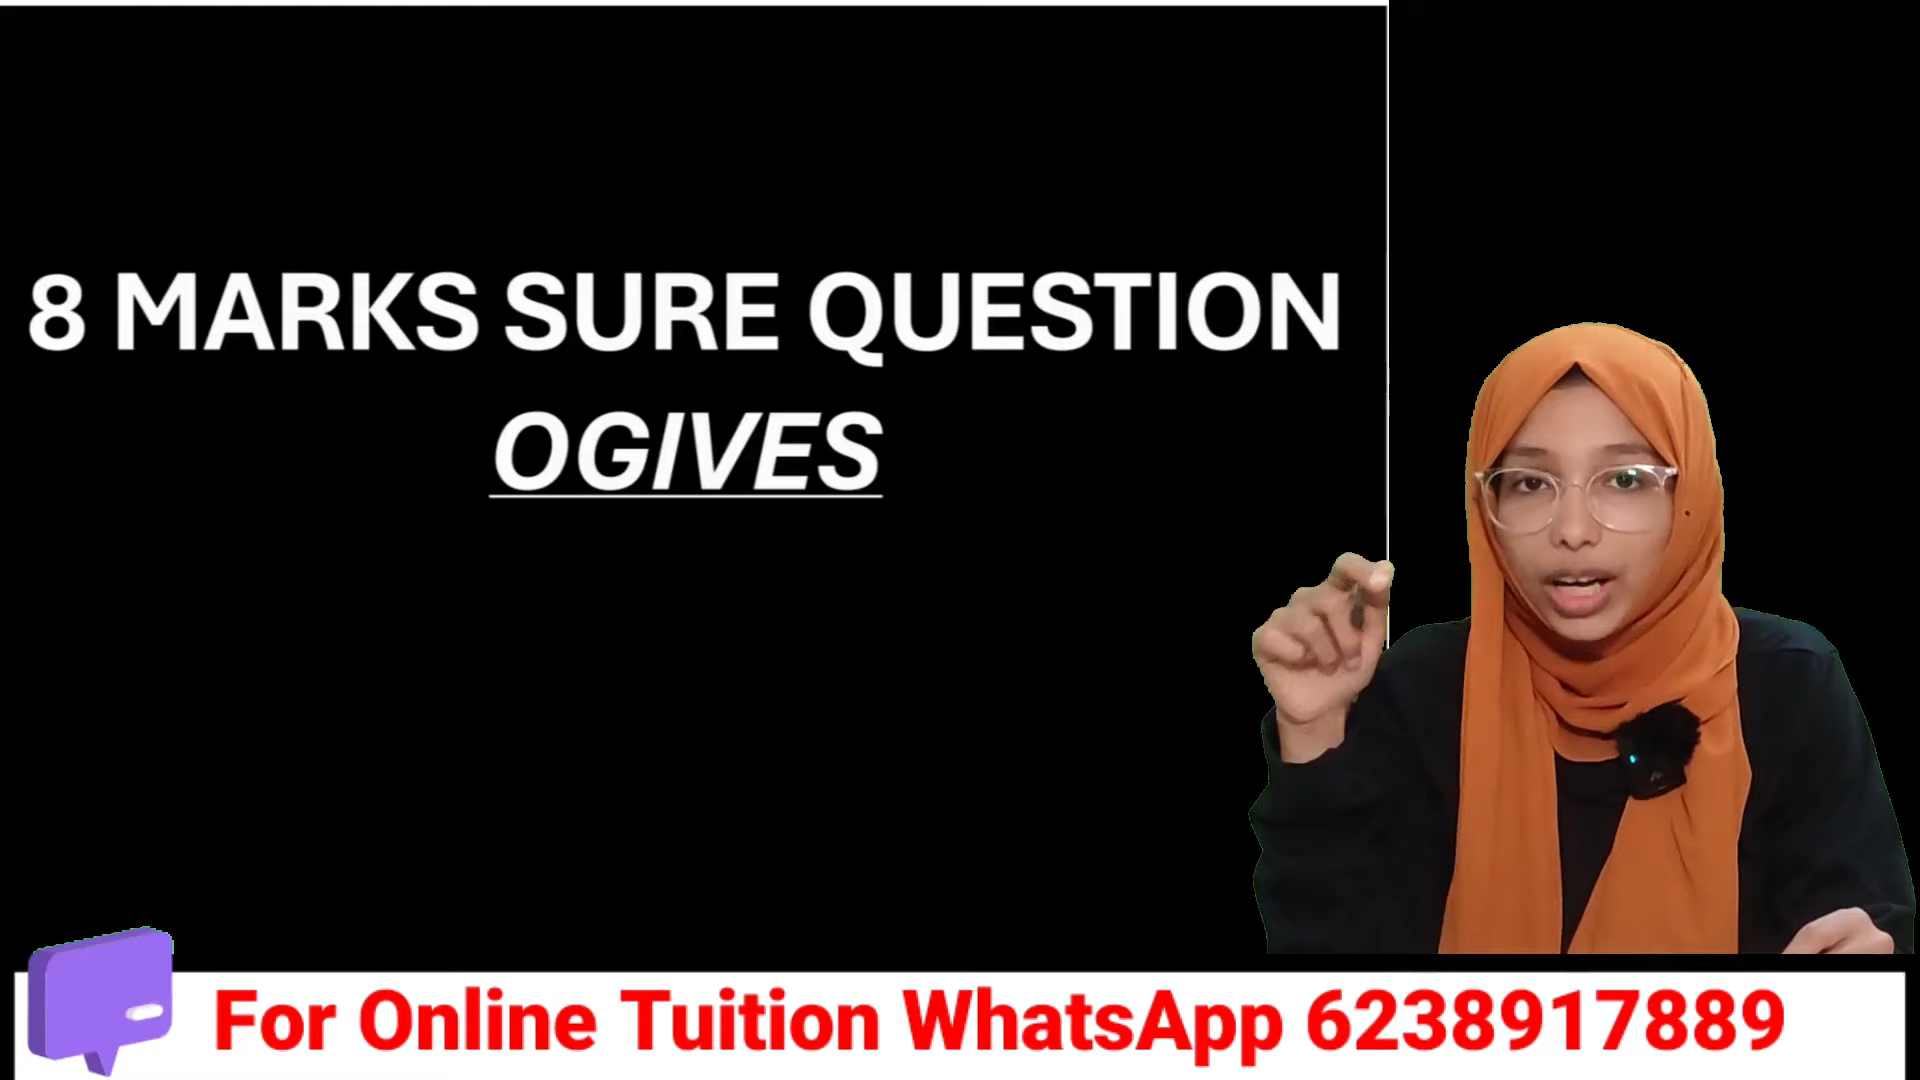 8 MARKS SURE QUESTION
OGIVES
For Online Tuition WhatsApp 6238917889